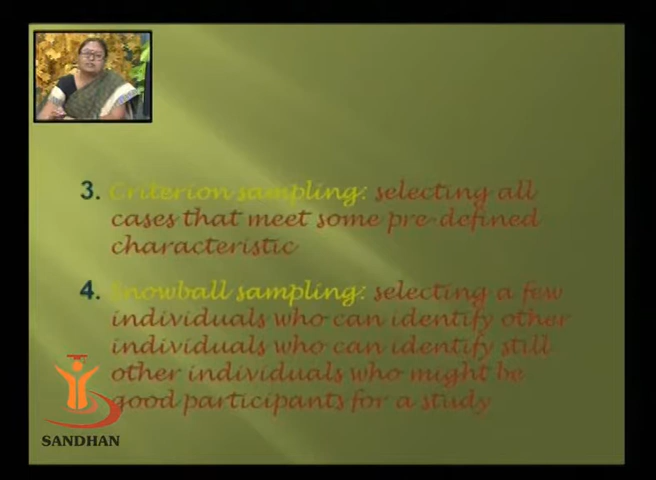 3. Criterion sampling: selecting all
cases that meet some pre-defined
characteristic
4. Snowball sampling: selecting a few
individuals who can identify other
individuals who can identify still
other individuals who might be
good participants for a study
SANDHAN